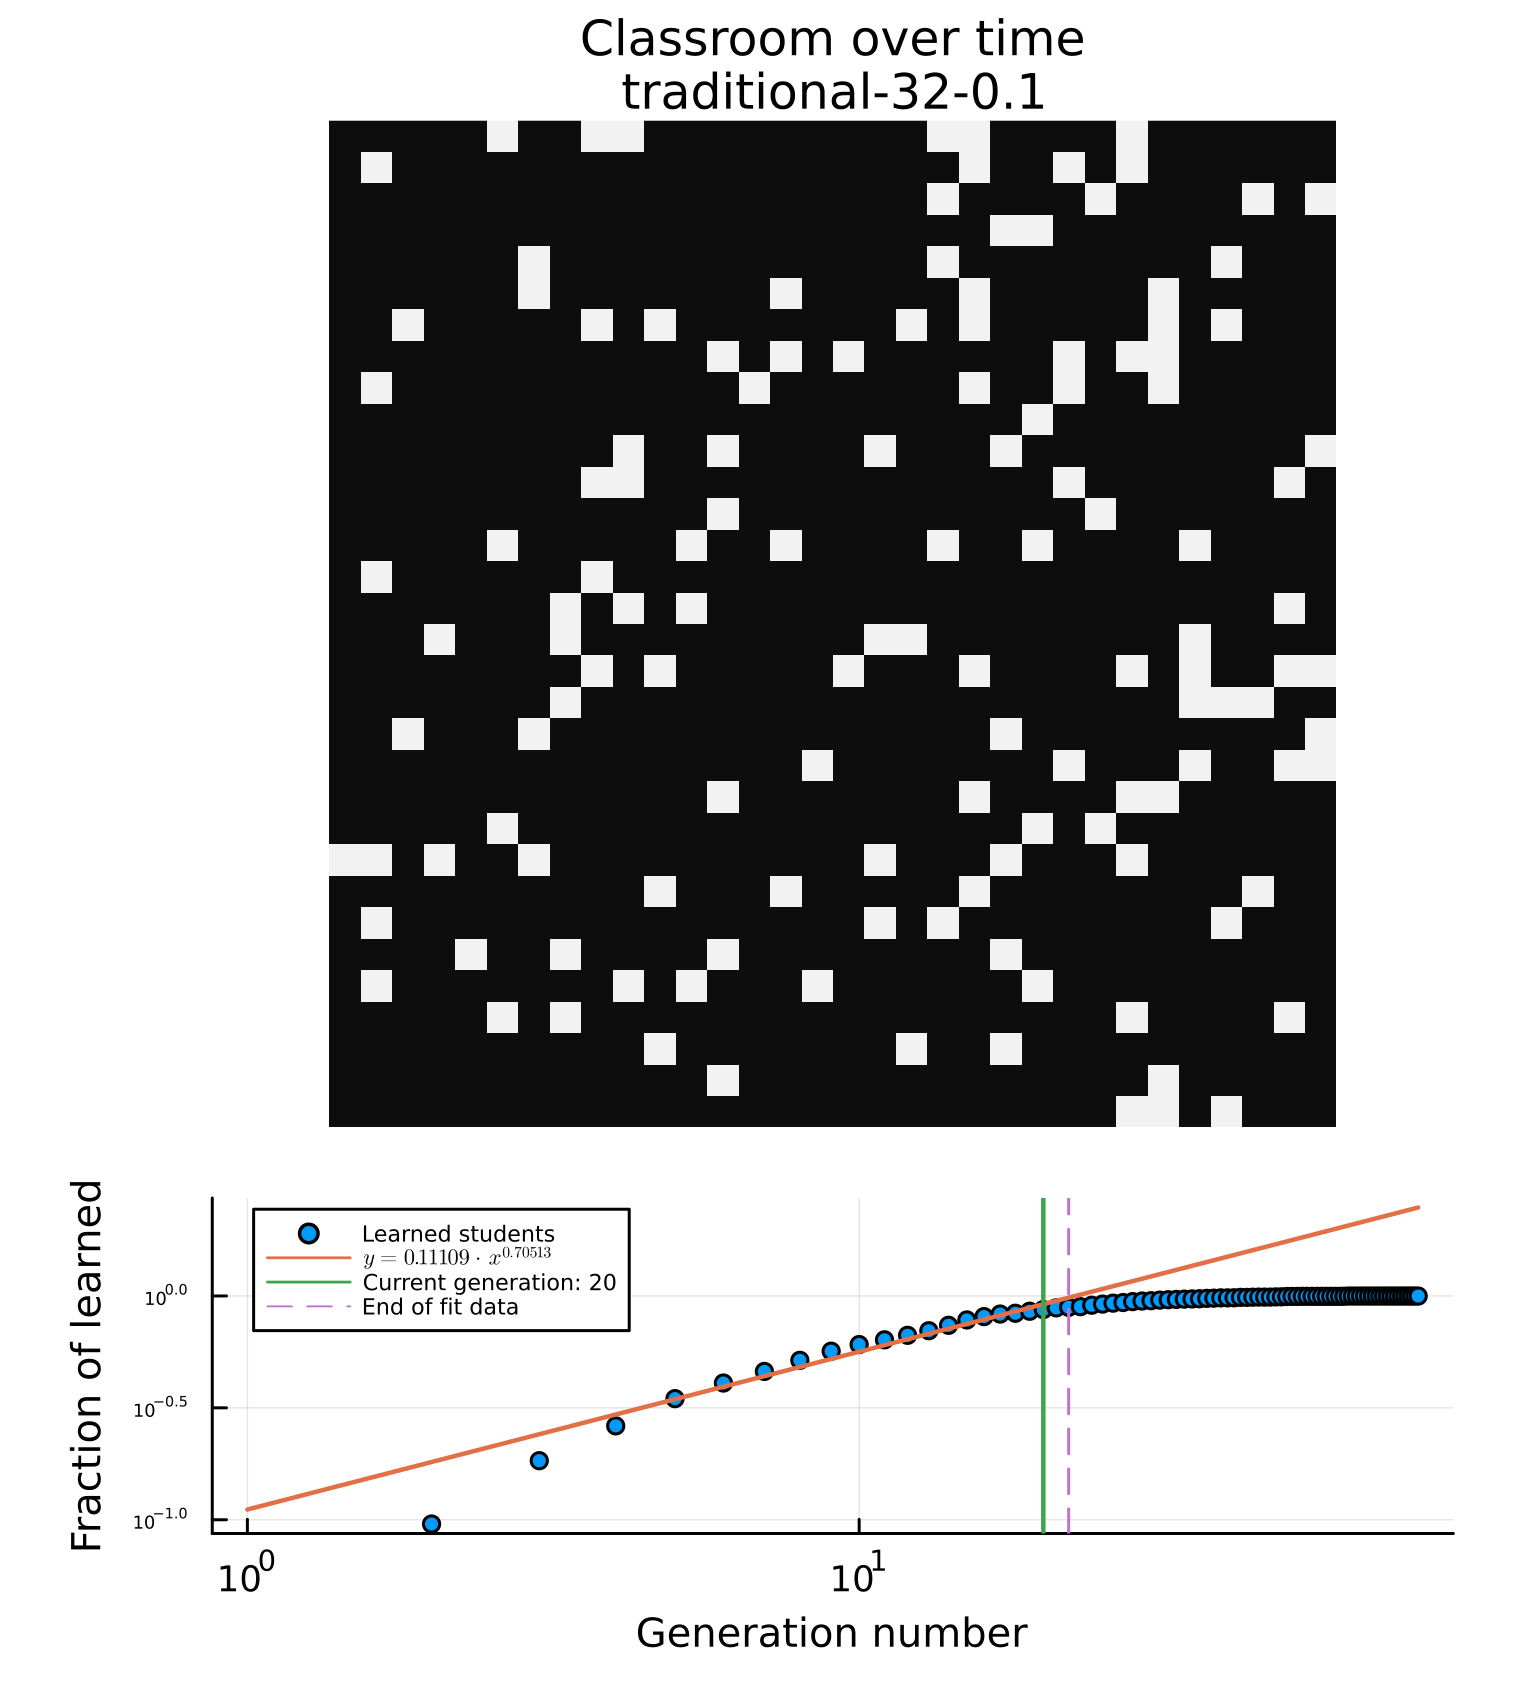 Classroom over time
traditional-32-0.1
Fraction of learned
Learned students
y = 0.11109 · x^0.70513
Current generation: 20
End of fit data
10^0.0
10^−0.5
10^−1.0
10^0
10^1
Generation number